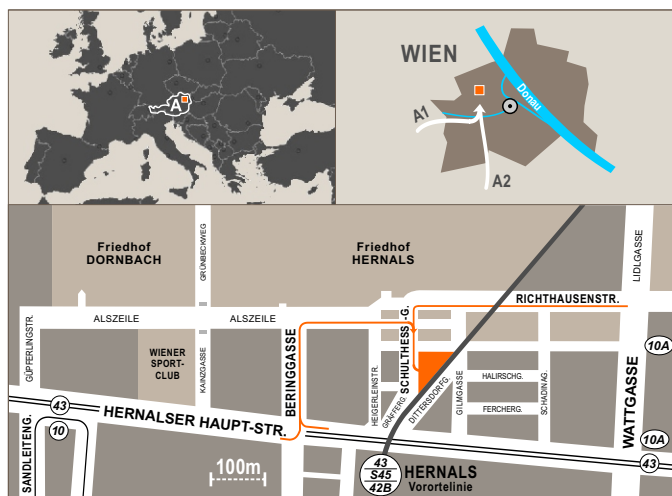 A
WIEN
Donau
A1
A2
Friedhof
DORNBACH
GRÜNBECKWEG
Friedhof
HERNALS
LIDLGASSE
RICHTHAUSENSTR.
GÜPFERLINGSTR.
ALSZEILE
ALSZEILE
SCHULTHESS -G.
BERINGGASSE
10A
WIENER
SPORT-
CLUB
KAINZGASSE
HEIGERLEINSTR.
GRÄFFERG.
DITTERSDORFG.
GILMGASSE
HALIRSCHG.
FERCHERG.
SCHADINAG.
WATTGASSE
43
HERNALSER HAUPT-STR.
10
SANDLEITENG.
10A
43
100m
43
S45
42B
HERNALS
Vorortelinie